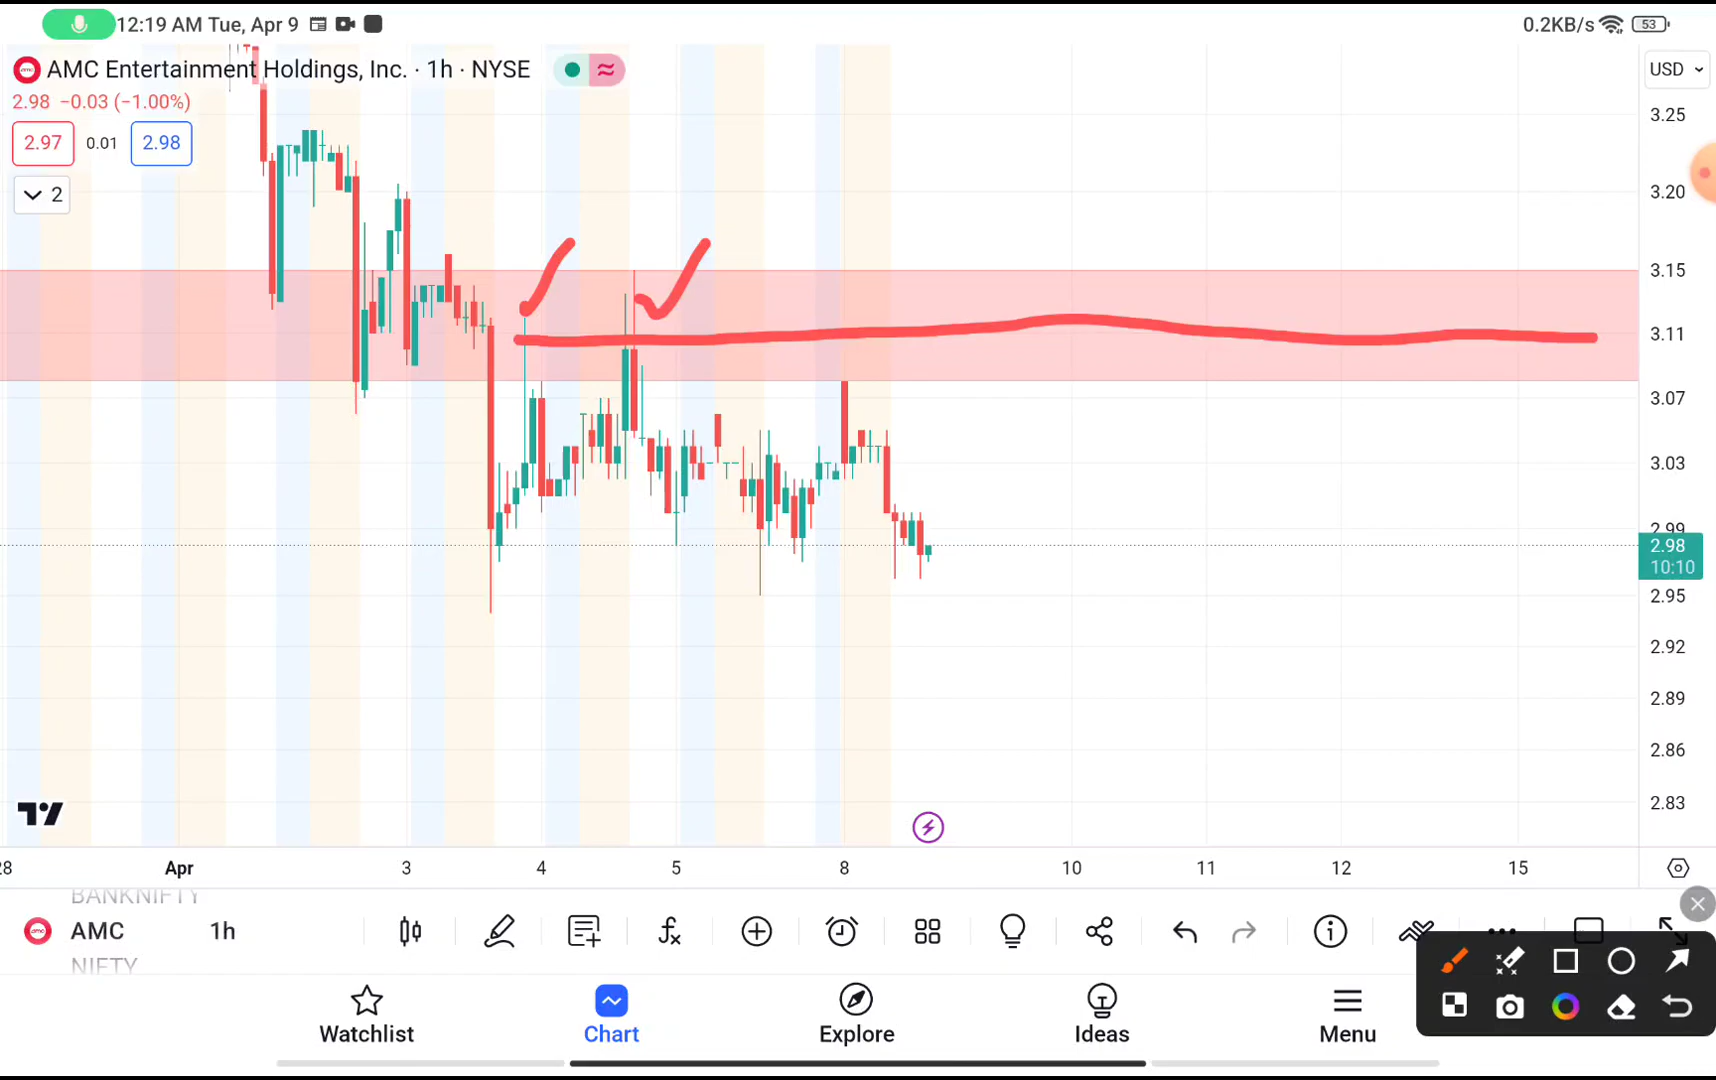 12:19 AM Tue, Apr 9
0.2KB/s 53
AMC Entertainment Holdings, Inc. · 1h · NYSE
USD
2.98 −0.03 (−1.00%)
2.97 0.01 2.98
2
3.25
3.20
3.15
3.11
3.07
3.03
2.99
2.98
10:10
2.95
2.92
2.89
2.86
2.83
28 Apr 3 4 5 8 10 11 12 15
BANKNIFTY
AMC 1h
NIFTY
Watchlist Chart Explore Ideas Menu